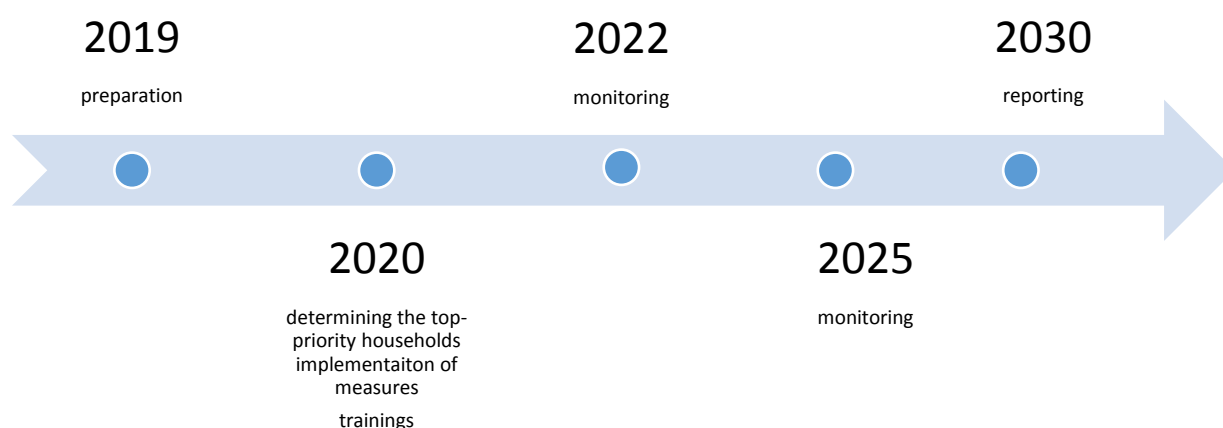 2019
preparation
2020
determining the top-
priority households
implementaiton of
measures
trainings
2022
monitoring
2025
monitoring
2030
reporting